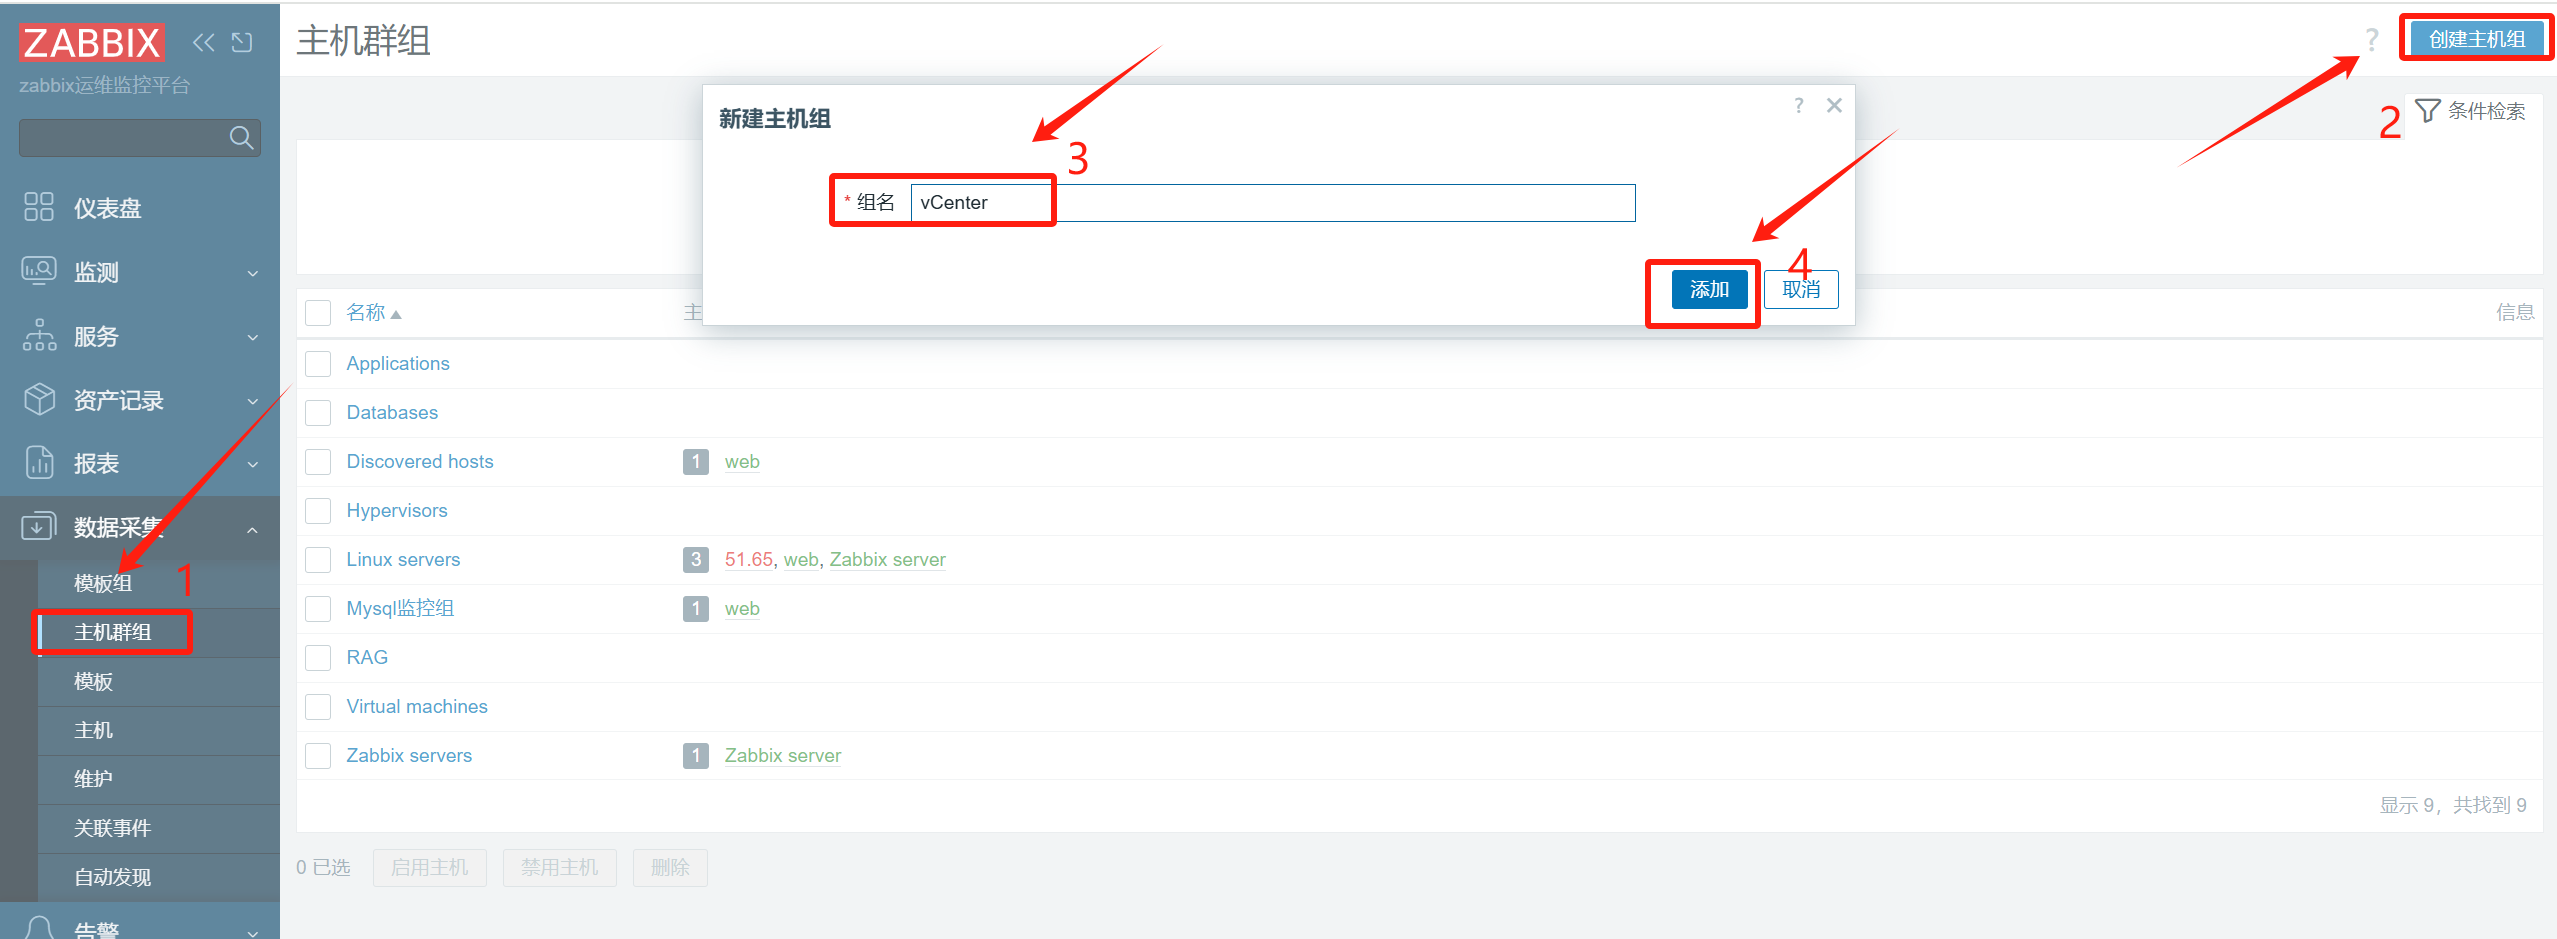 ZABBIX
zabbix运维监控平台
仪表盘
监测
服务
资产记录
报表
数据采集
模板组
1
主机群组
模板
主机
维护
关联事件
自动发现
告警
主机群组
? 创建主机组
2 条件检索
新建主机组 ?
3
* 组名 vCenter
4
添加 取消
名称 主 信息
Applications
Databases
Discovered hosts 1 web
Hypervisors
Linux servers 3 51.65, web, Zabbix server
Mysql监控组 1 web
RAG
Virtual machines
Zabbix servers 1 Zabbix server
显示 9，共找到 9
0 已选 启用主机 禁用主机 删除